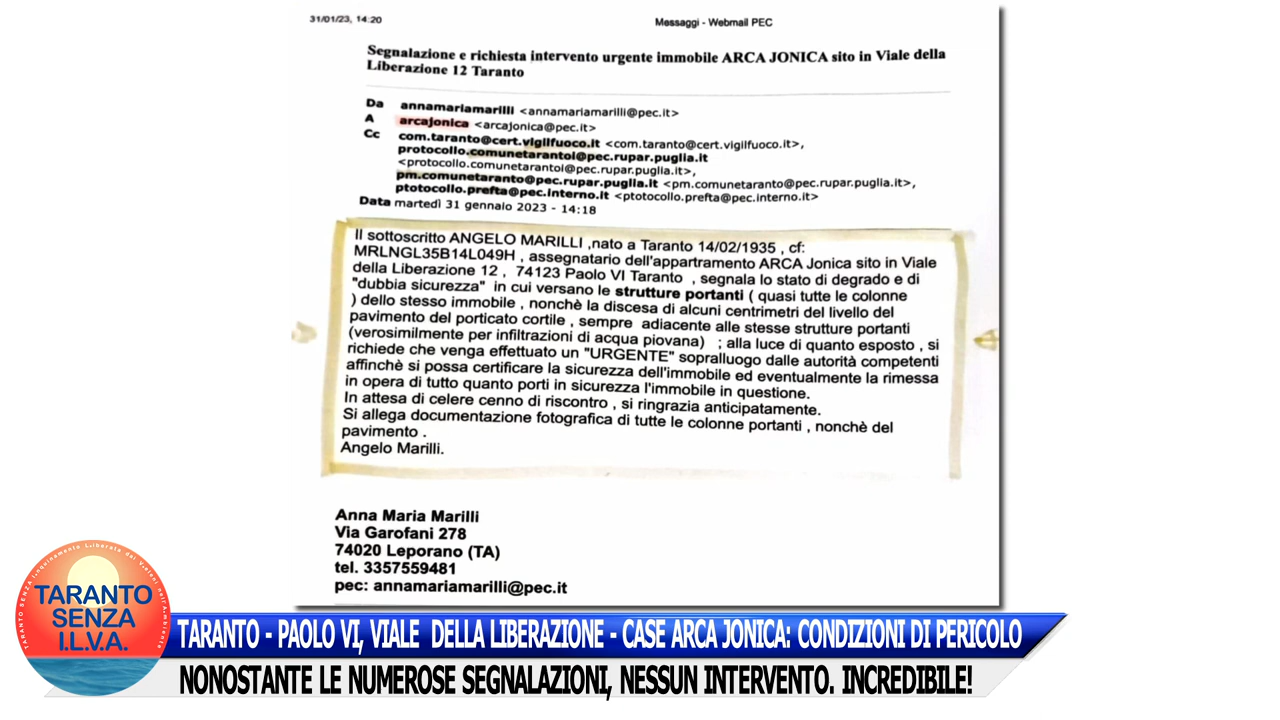 31/01/23, 14:20
Messaggi - Webmail PEC
Segnalazione e richiesta intervento urgente immobile ARCA JONICA sito in Viale della
Liberazione 12 Taranto
Da annamariamarilli <annamariamarilli@pec.it>
A arcajonica <arcajonica@pec.it>
Cc com.taranto@cert.vigilfuoco.it <com.taranto@cert.vigilfuoco.it>,
protocollo.comunetarantoi@pec.rupar.puglia.it
<protocollo.comunetarantoi@pec.rupar.puglia.it>,
pm.comunetaranto@pec.rupar.puglia.it <pm.comunetaranto@pec.rupar.puglia.it>,
ptotocollo.prefta@pec.interno.it <ptotocollo.prefta@pec.interno.it>
Data martedì 31 gennaio 2023 - 14:18
Il sottoscritto ANGELO MARILLI ,nato a Taranto 14/02/1935 , cf:
MRLNGL35B14L049H , assegnatario dell'appartramento ARCA Jonica sito in Viale
della Liberazione 12 , 74123 Paolo VI Taranto , segnala lo stato di degrado e di
"dubbia sicurezza" in cui versano le strutture portanti ( quasi tutte le colonne
) dello stesso immobile , nonchè la discesa di alcuni centrimetri del livello del
pavimento del porticato cortile , sempre adiacente alle stesse strutture portanti
(verosimilmente per infiltrazioni di acqua piovana) ; alla luce di quanto esposto , si
richiede che venga effettuato un "URGENTE" sopralluogo dalle autorità competenti
affinchè si possa certificare la sicurezza dell'immobile ed eventualmente la rimessa
in opera di tutto quanto porti in sicurezza l'immobile in questione.
In attesa di celere cenno di riscontro , si ringrazia anticipatamente.
Si allega documentazione fotografica di tutte le colonne portanti , nonchè del
pavimento .
Angelo Marilli.
Anna Maria Marilli
Via Garofani 278
74020 Leporano (TA)
tel. 3357559481
pec: annamariamarilli@pec.it
TARANTO
SENZA
I.L.V.A.
TARANTO - PAOLO VI, VIALE DELLA LIBERAZIONE - CASE ARCA JONICA: CONDIZIONI DI PERICOLO
NONOSTANTE LE NUMEROSE SEGNALAZIONI, NESSUN INTERVENTO. INCREDIBILE!